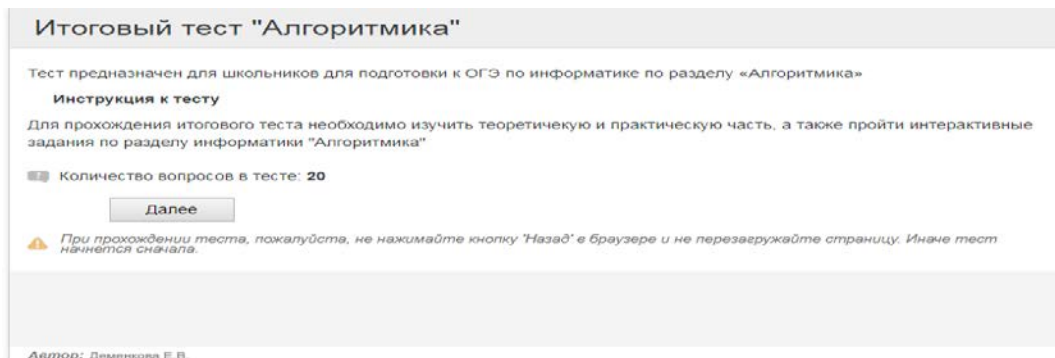 Итоговый тест "Алгоритмика"
Тест предназначен для школьников для подготовки к ОГЭ по информатике по разделу «Алгоритмика»
Инструкция к тесту
Для прохождения итогового теста необходимо изучить теоретичекую и практическую часть, а также пройти интерактивные
задания по разделу информатики "Алгоритмика"
Количество вопросов в тесте: 20
Далее
При прохождении теста, пожалуйста, не нажимайте кнопку "Назад" в браузере и не перезагружайте страницу. Иначе тест
начнется сначала.
Автор: Деменкова Е.В.